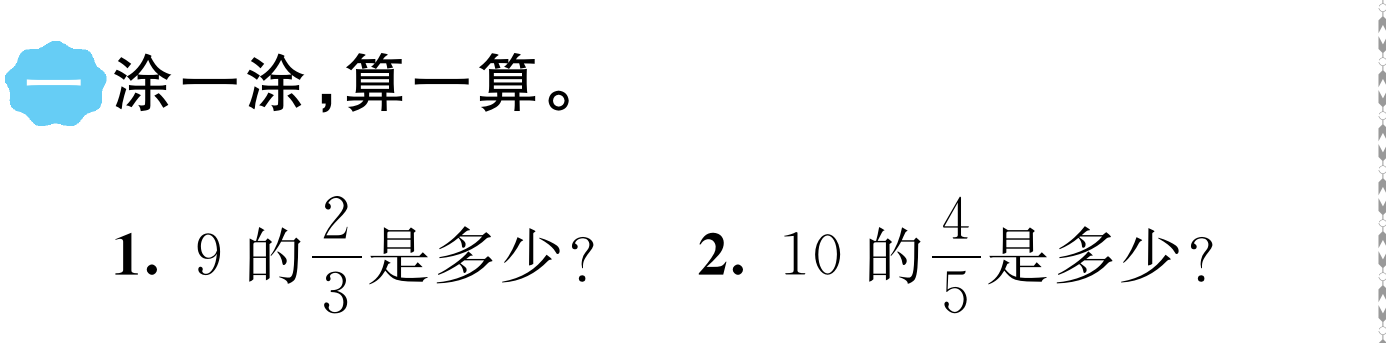 一 涂一涂,算一算。
1. 9 的 2/3 是多少? 2. 10 的 4/5 是多少?